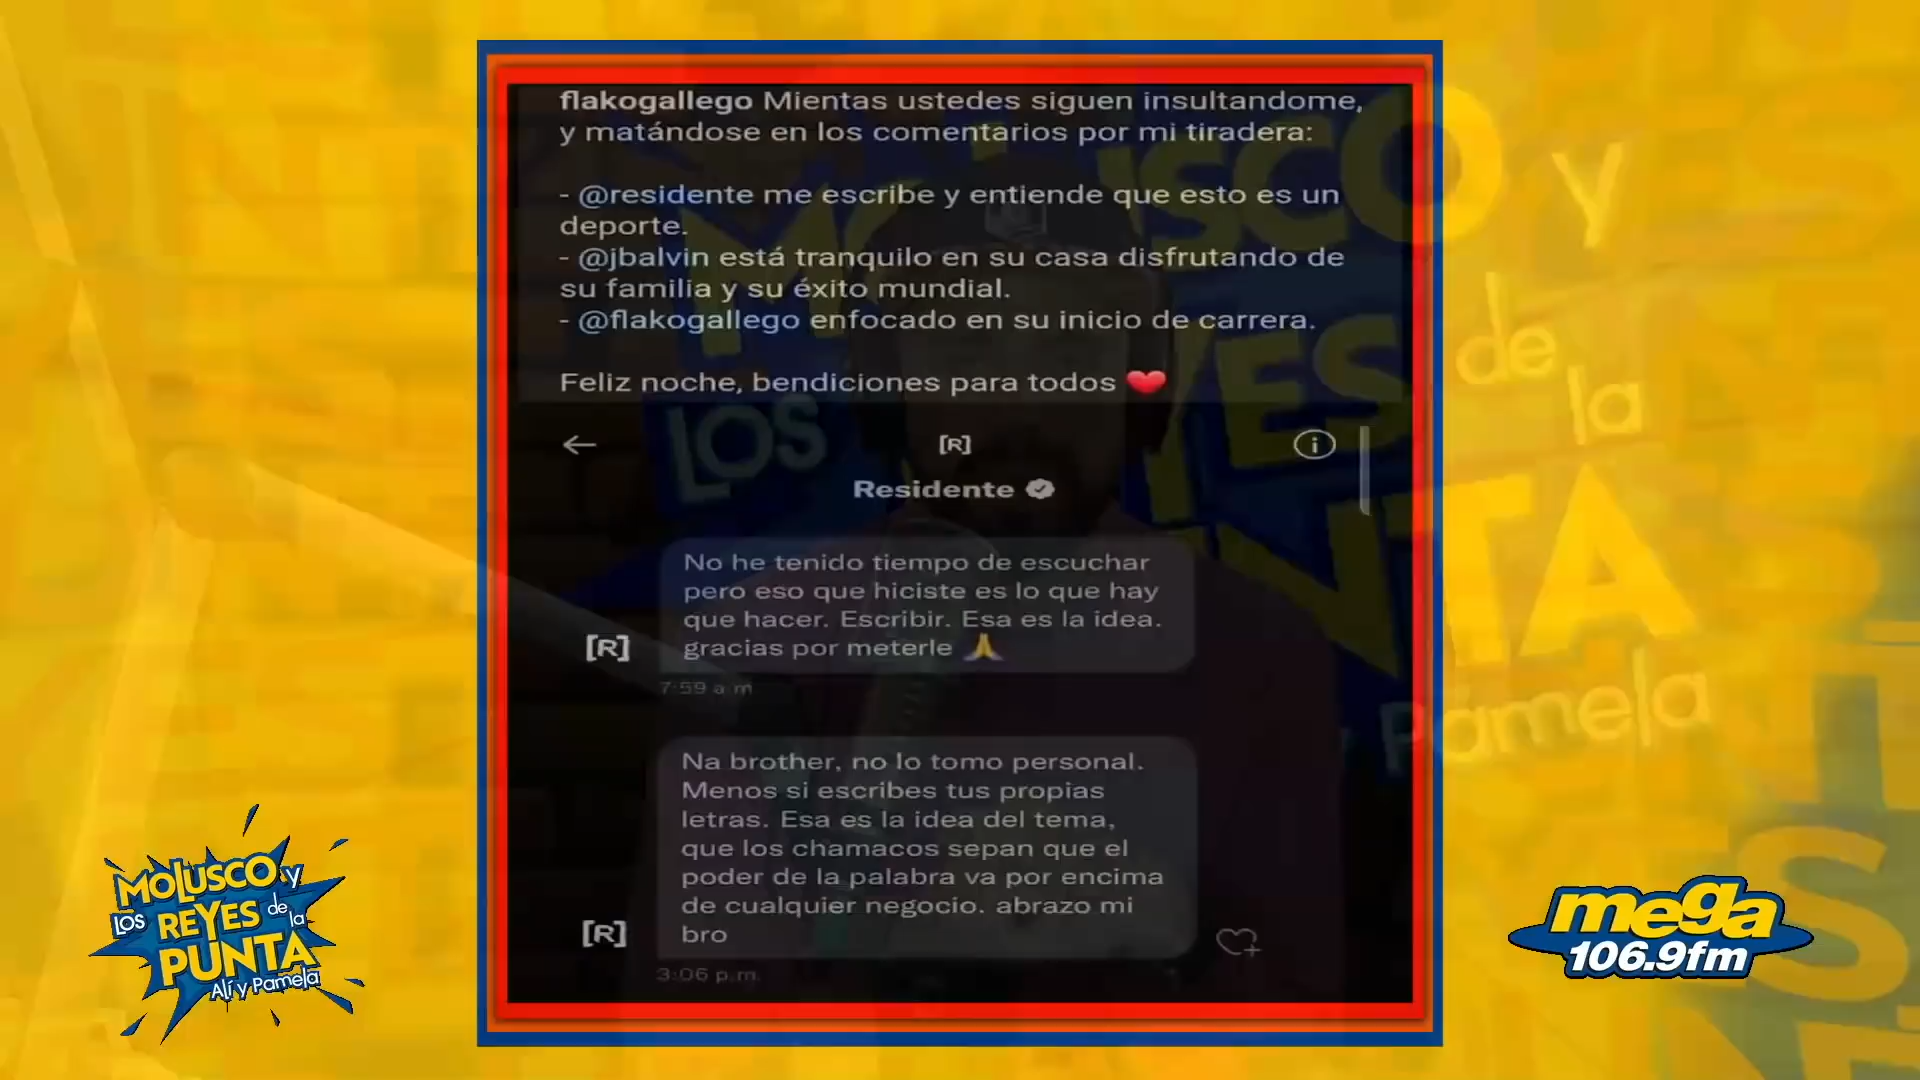 flakogallego Mientas ustedes siguen insultandome,
y matándose en los comentarios por mi tiradera:
- @residente me escribe y entiende que esto es un
deporte.
- @jbalvin está tranquilo en su casa disfrutando de
su familia y su éxito mundial.
- @flakogallego enfocado en su inicio de carrera.
Feliz noche, bendiciones para todos
[R]
Residente
No he tenido tiempo de escuchar
pero eso que hiciste es lo que hay
que hacer. Escribir. Esa es la idea.
gracias por meterle
[R]
7:59 a.m
Na brother, no lo tomo personal.
Menos si escribes tus propias
letras. Esa es la idea del tema,
que los chamacos sepan que el
poder de la palabra va por encima
de cualquier negocio. abrazo mi
bro
[R]
3:06 p.m.
MOLUSCO y
LOS REYES de la
PUNTA
Alí y Pamela
mega
106.9fm
LOS
y
de
la
Pamela